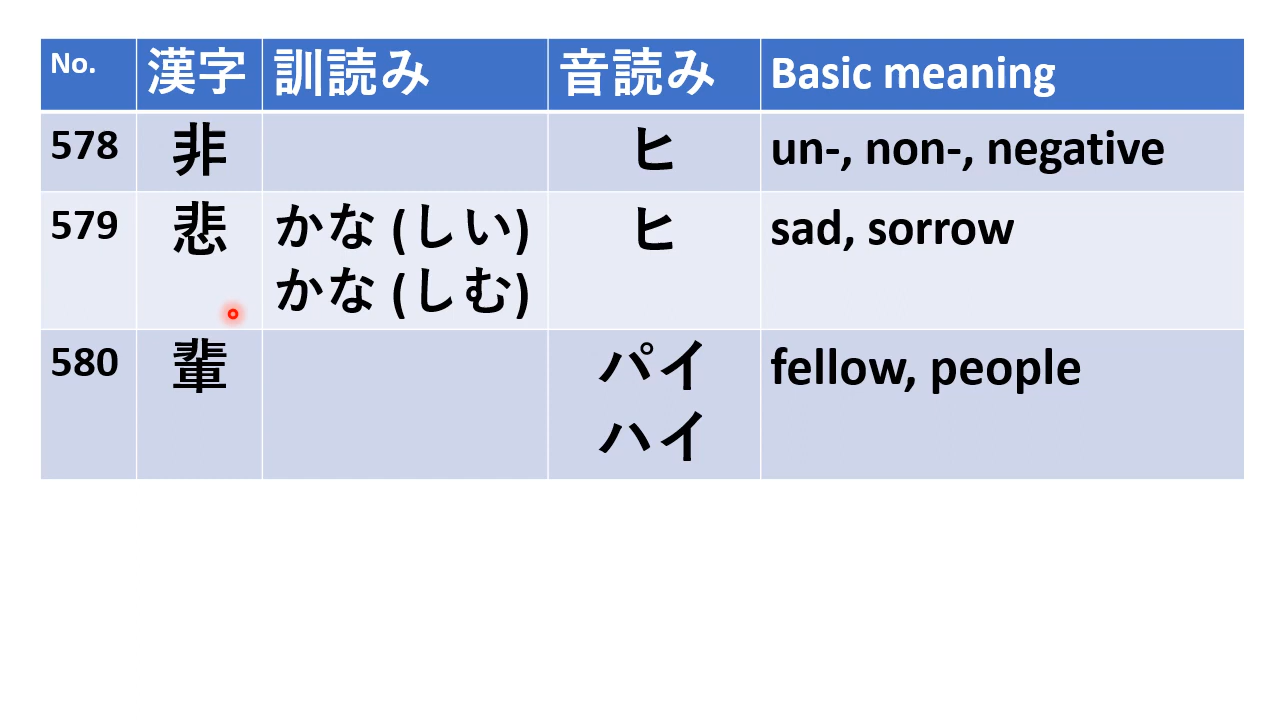 No. 漢字 訓読み 音読み Basic meaning
578 非 ヒ un-, non-, negative
579 悲 かな (しい) ヒ sad, sorrow
かな (しむ)
580 輩 パイ fellow, people
ハイ